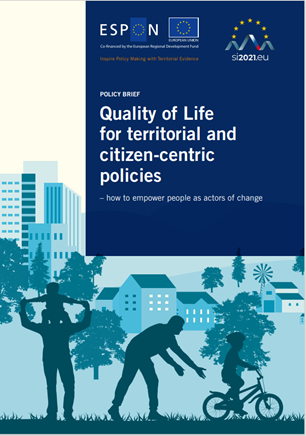 ESPON
EUROPEAN UNION
Co-financed by the European Regional Development Fund
Inspire Policy Making with Territorial Evidence
si2021.eu
POLICY BRIEF
Quality of Life
for territorial and
citizen-centric
policies
– how to empower people as actors of change